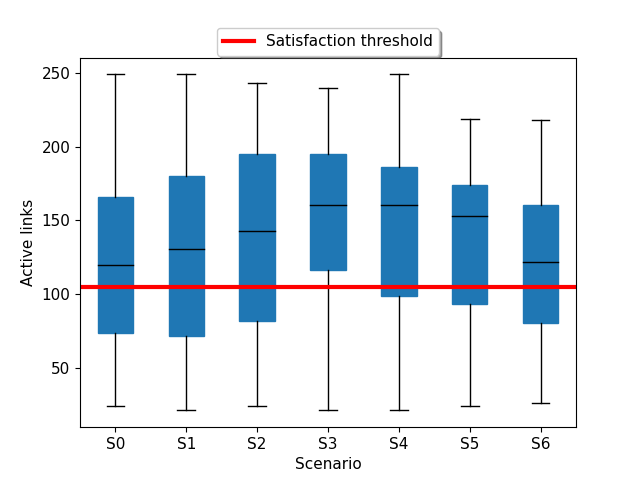 Satisfaction threshold
250
200
150
100
50
Active links
S0 S1 S2 S3 S4 S5 S6
Scenario